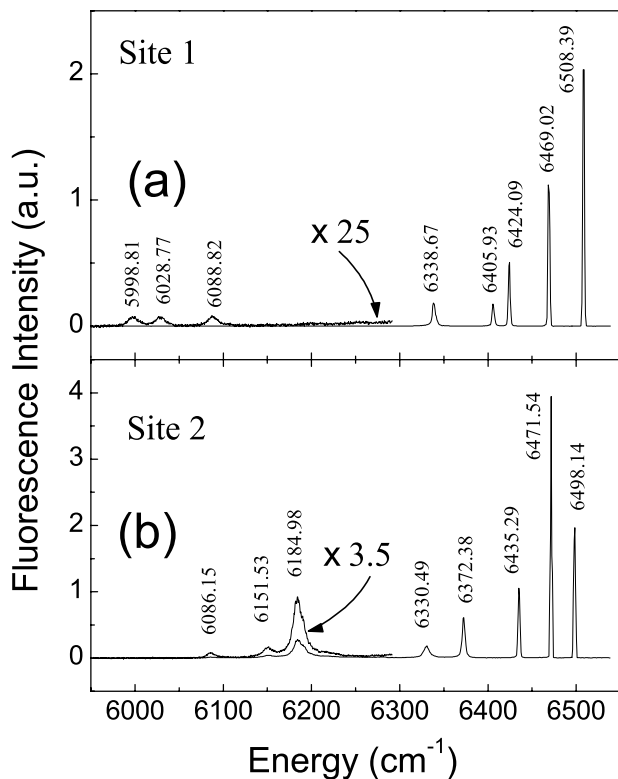 Fluorescence Intensity (a.u.)
Site 1
(a)
x 25
5998.81
6028.77
6088.82
6338.67
6405.93
6424.09
6469.02
6508.39
2
1
0
Site 2
(b)
x 3.5
6086.15
6151.53
6184.98
6330.49
6372.38
6435.29
6471.54
6498.14
4
3
2
1
0
6000 6100 6200 6300 6400 6500
Energy (cm⁻¹)